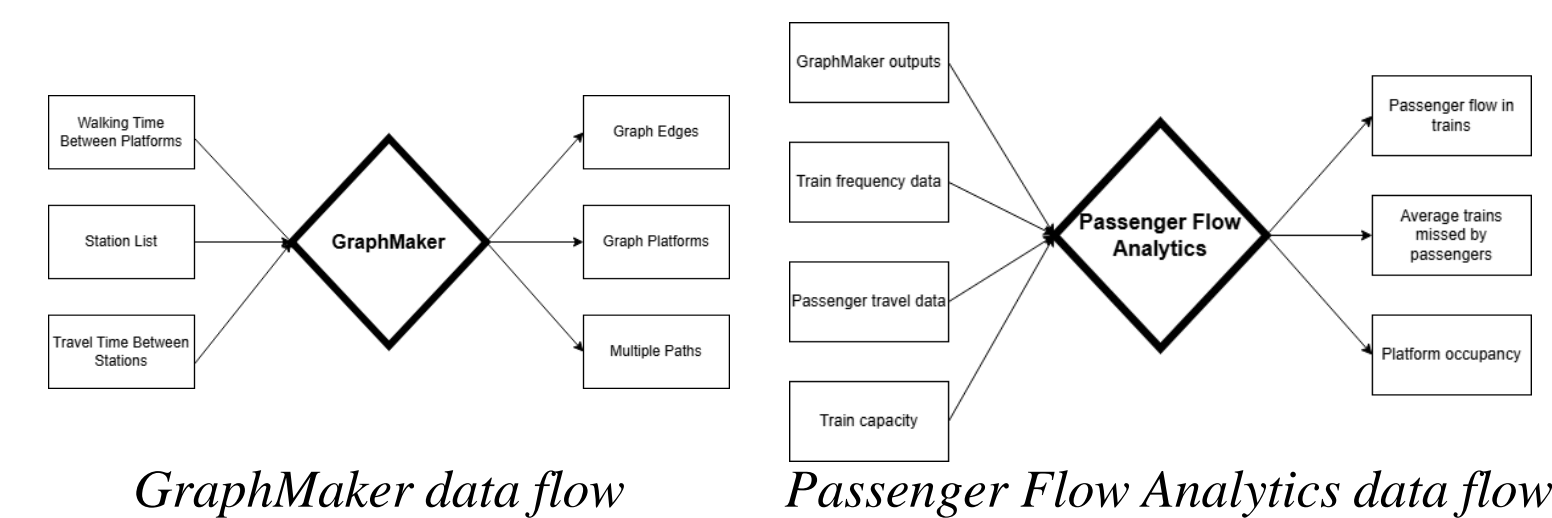 Walking Time
Between Platforms
Station List
Travel Time Between
Stations
GraphMaker
Graph Edges
Graph Platforms
Multiple Paths
GraphMaker data flow
GraphMaker outputs
Train frequency data
Passenger travel data
Train capacity
Passenger Flow
Analytics
Passenger flow in
trains
Average trains
missed by
passengers
Platform occupancy
Passenger Flow Analytics data flow